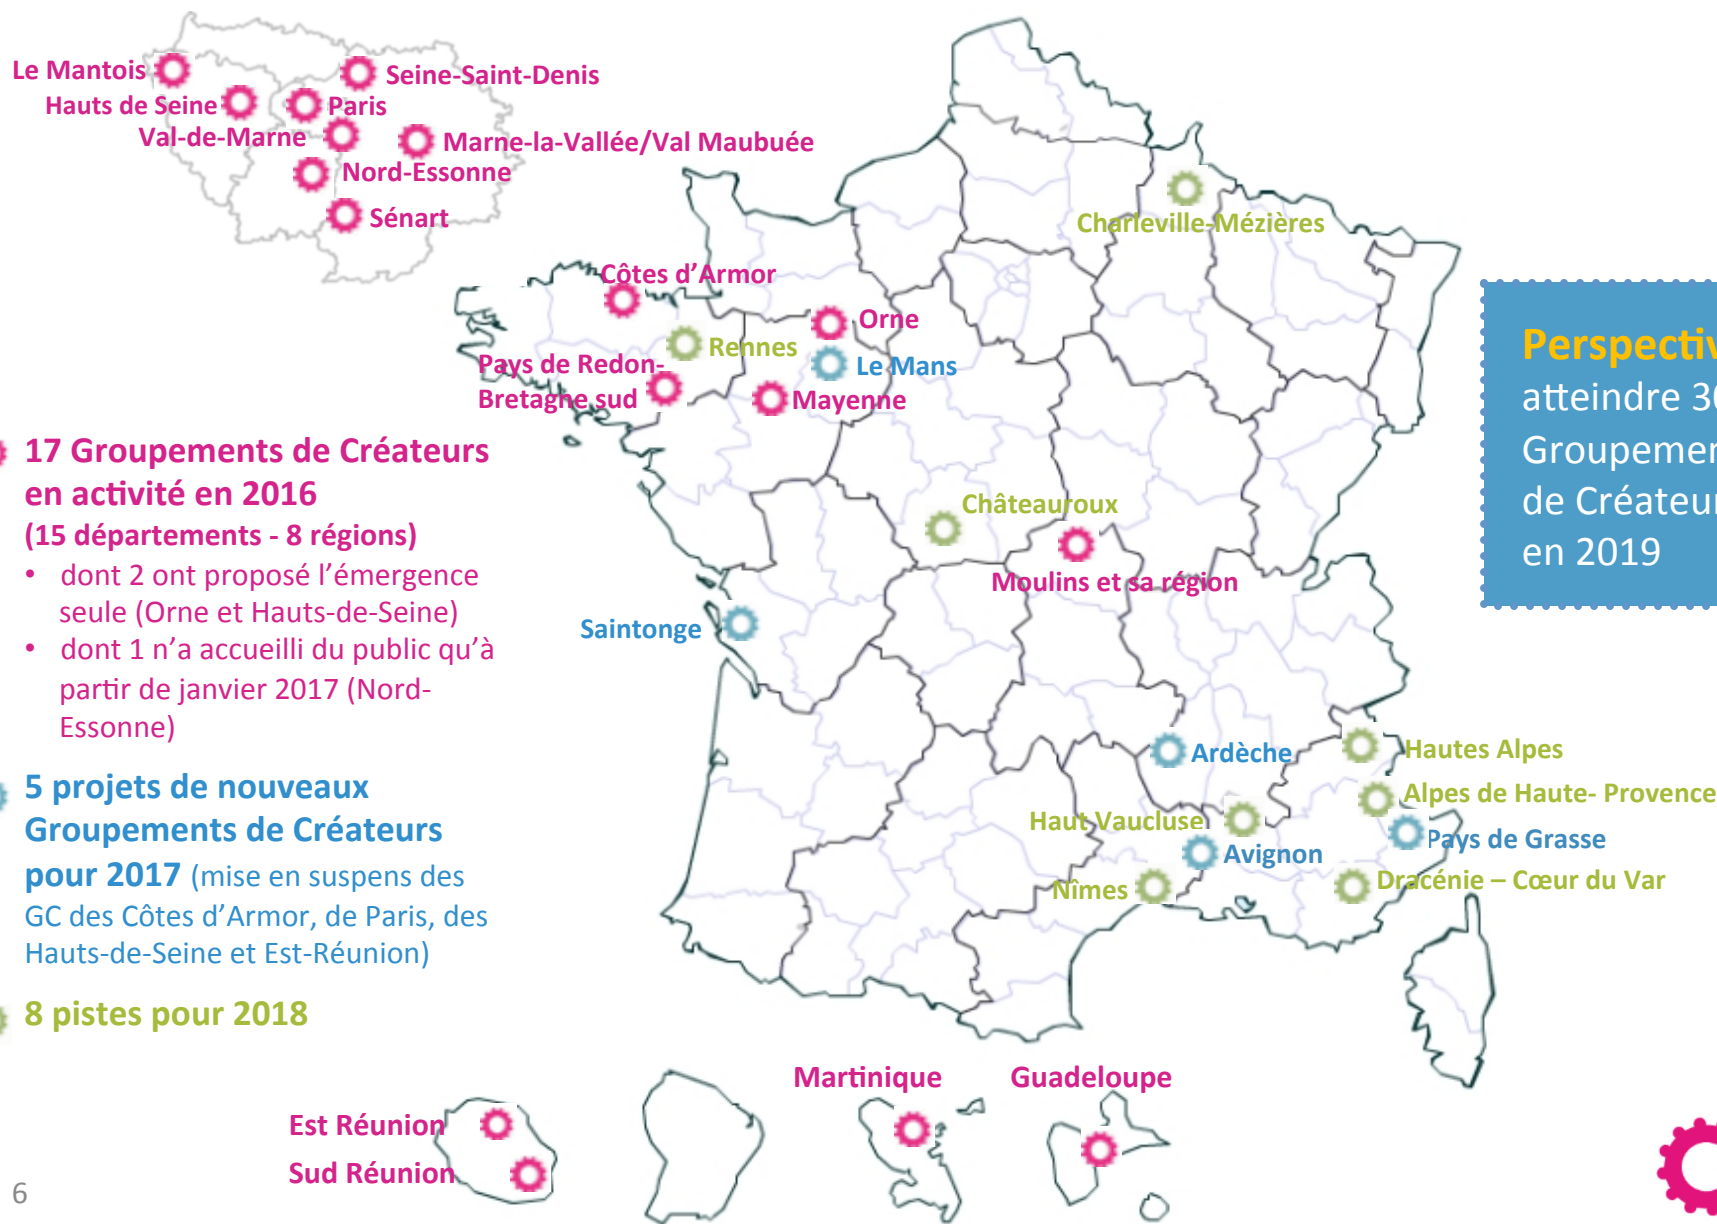 Le Mantois
Seine-Saint-Denis
Hauts de Seine
Paris
Val-de-Marne
Marne-la-Vallée/Val Maubuée
Nord-Essonne
Sénart
Charleville-Mézières
Côtes d’Armor
Orne
Rennes
Le Mans
Pays de Redon-
Bretagne sud
Mayenne
17 Groupements de Créateurs
en activité en 2016
(15 départements - 8 régions)
• dont 2 ont proposé l’émergence
seule (Orne et Hauts-de-Seine)
• dont 1 n’a accueilli du public qu’à
partir de janvier 2017 (Nord-
Essonne)
5 projets de nouveaux
Groupements de Créateurs
pour 2017 (mise en suspens des
GC des Côtes d’Armor, de Paris, des
Hauts-de-Seine et Est-Réunion)
8 pistes pour 2018
Châteauroux
Moulins et sa région
Saintonge
Ardèche
Hautes Alpes
Alpes de Haute- Provence
Haut Vaucluse
Pays de Grasse
Avignon
Nîmes
Dracénie – Cœur du Var
atteindre 30
de
en 2019
Martinique
Guadeloupe
Est Réunion
Sud Réunion
6